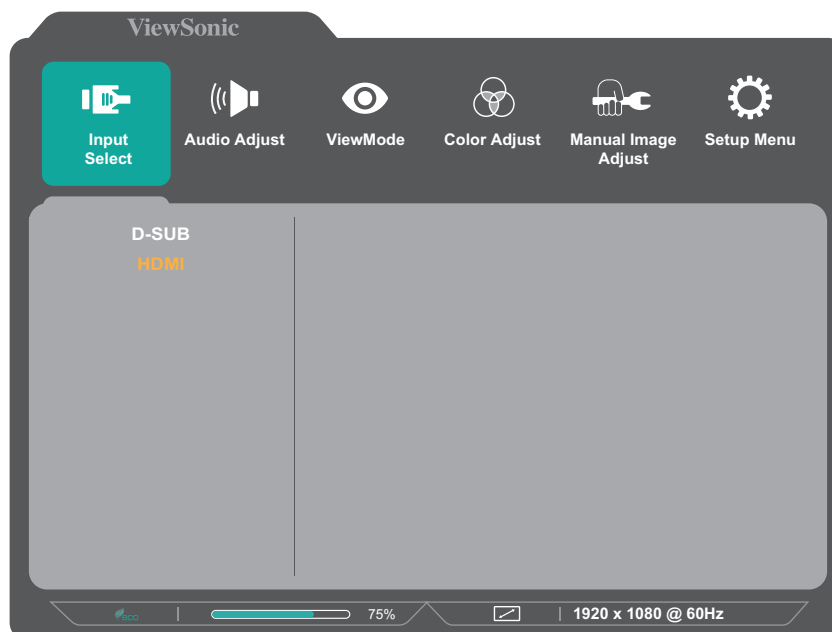 ViewSonic
Input
Select
Audio Adjust
ViewMode
Color Adjust
Manual Image
Adjust
Setup Menu
D-SUB
HDMI
ECO
75%
1920 x 1080 @ 60Hz